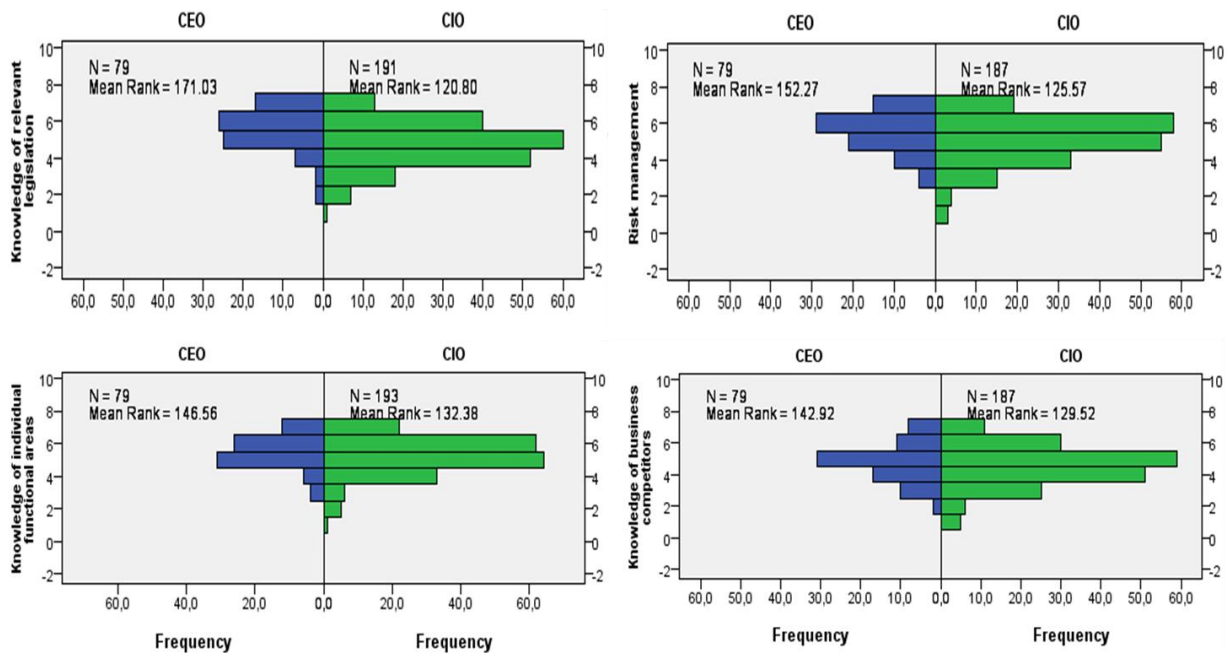 CEO CIO
Knowledge of relevant
legislation
N = 79
Mean Rank = 171.03
N = 191
Mean Rank = 120.80
10 10
8 8
6 6
4 4
2 2
0 0
-2 -2
60,0 50,0 40,0 30,0 20,0 10,0 0,0 10,0 20,0 30,0 40,0 50,0 60,0
CEO CIO
Risk management
N = 79
Mean Rank = 152.27
N = 187
Mean Rank = 125.57
10 10
8 8
6 6
4 4
2 2
0 0
-2 -2
60,0 50,0 40,0 30,0 20,0 10,0 0,0 10,0 20,0 30,0 40,0 50,0 60,0
CEO CIO
Knowledge of individual
functional areas
N = 79
Mean Rank = 146.56
N = 193
Mean Rank = 132.38
10 10
8 8
6 6
4 4
2 2
0 0
-2 -2
60,0 40,0 20,0 0,0 20,0 40,0 60,0
Frequency Frequency
CEO CIO
Knowledge of business
competitors
N = 79
Mean Rank = 142.92
N = 187
Mean Rank = 129.52
10 10
8 8
6 6
4 4
2 2
0 0
-2 -2
60,0 50,0 40,0 30,0 20,0 10,0 0,0 10,0 20,0 30,0 40,0 50,0 60,0
Frequency Frequency